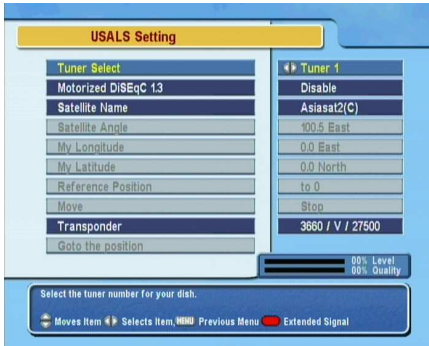 USALS Setting
Tuner Select Tuner 1
Motorized DiSEqC 1.3 Disable
Satellite Name Asiasat2(C)
Satellite Angle 100.5 East
My Longitude 0.0 East
My Latitude 0.0 North
Reference Position to 0
Move Stop
Transponder 3660 / V / 27500
Goto the position
00% Level
00% Quality
Select the tuner number for your dish.
Moves Item Selects Item MENU Previous Menu Extended Signal